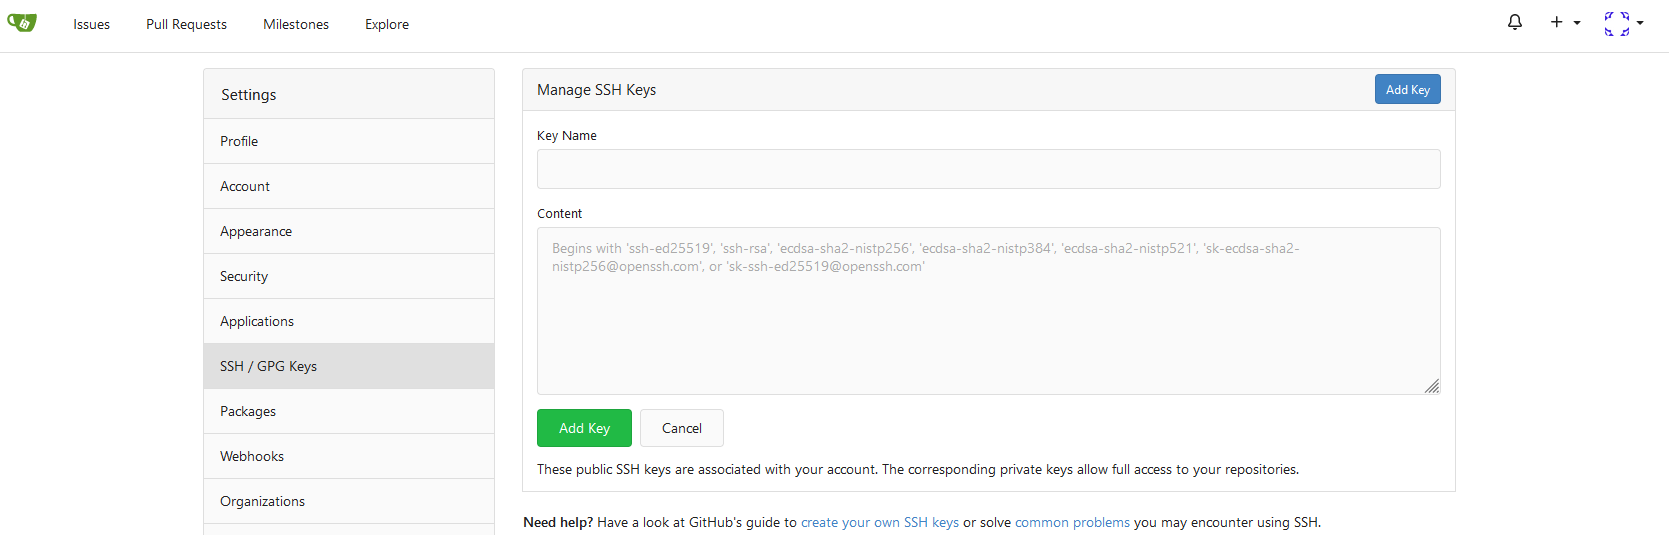 Issues Pull Requests Milestones Explore
Settings
Profile
Account
Appearance
Security
Applications
SSH / GPG Keys
Packages
Webhooks
Organizations
Manage SSH Keys Add Key
Key Name
Content
Begins with 'ssh-ed25519', 'ssh-rsa', 'ecdsa-sha2-nistp256', 'ecdsa-sha2-nistp384', 'ecdsa-sha2-nistp521', 'sk-ecdsa-sha2-
nistp256@openssh.com', or 'sk-ssh-ed25519@openssh.com'
Add Key Cancel
These public SSH keys are associated with your account. The corresponding private keys allow full access to your repositories.
Need help? Have a look at GitHub's guide to create your own SSH keys or solve common problems you may encounter using SSH.